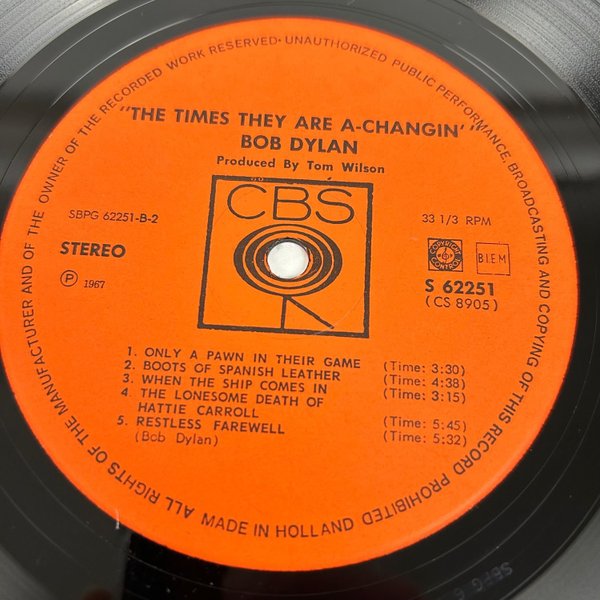 ALL RIGHTS OF THE MANUFACTURER AND OF THE OWNER OF THE RECORDED WORK RESERVED · UNAUTHORIZED PUBLIC PERFORMANCE, BROADCASTING AND COPYING OF THIS RECORD PROHIBITED
"THE TIMES THEY ARE A-CHANGIN'"
BOB DYLAN
Produced By Tom Wilson
CBS
SBPG 62251-B-2
33 1/3 RPM
STEREO
COPYRIGHT CONTROL
BIEM
℗ 1967
S 62251
(CS 8905)
1. ONLY A PAWN IN THEIR GAME (Time: 3:30)
2. BOOTS OF SPANISH LEATHER (Time: 4:38)
3. WHEN THE SHIP COMES IN (Time: 3:15)
4. THE LONESOME DEATH OF
HATTIE CARROLL (Time: 5:45)
5. RESTLESS FAREWELL (Time: 5:32)
(Bob Dylan)
MADE IN HOLLAND